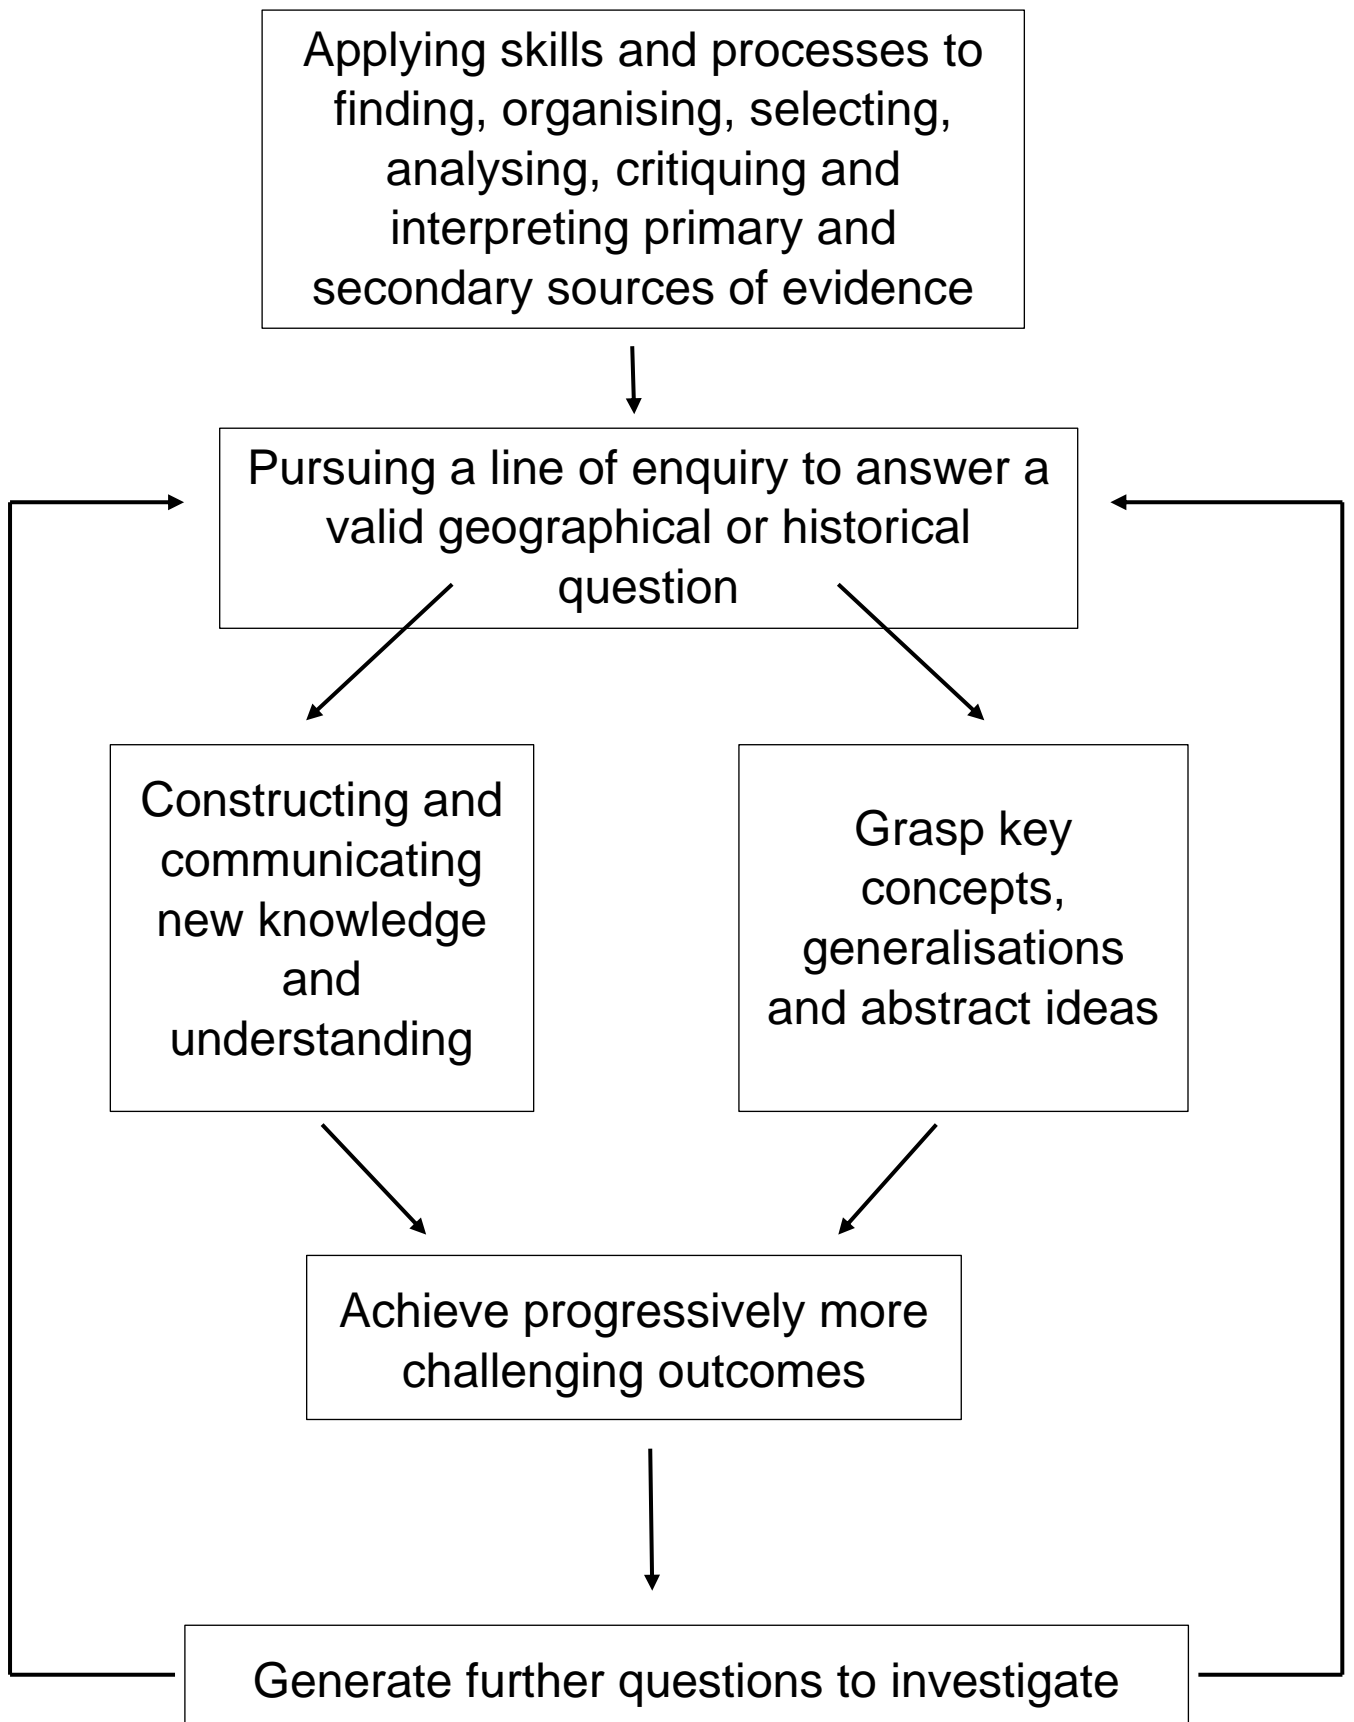 Applying skills and processes to
finding, organising, selecting,
analysing, critiquing and
interpreting primary and
secondary sources of evidence
Pursuing a line of enquiry to answer a
valid geographical or historical
question
Constructing and
communicating
new knowledge
and
understanding
Grasp key
concepts,
generalisations
and abstract ideas
Achieve progressively more
challenging outcomes
Generate further questions to investigate